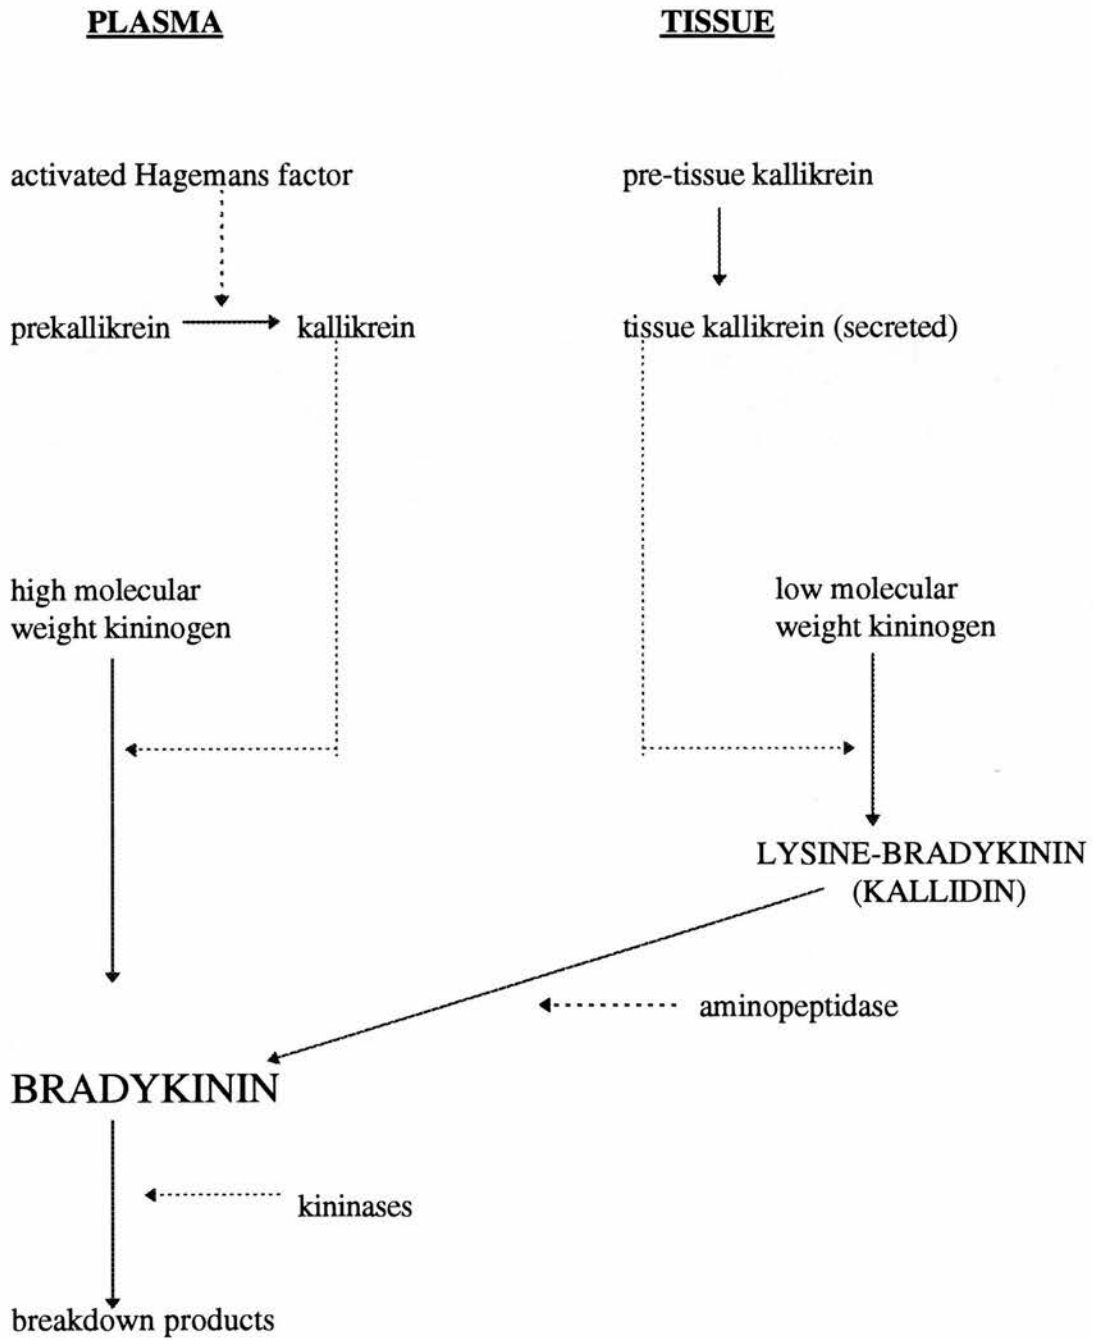 PLASMA
TISSUE
activated Hagemans factor
pre-tissue kallikrein
prekallikrein
kallikrein
tissue kallikrein (secreted)
high molecular
weight kininogen
low molecular
weight kininogen
LYSINE-BRADYKININ
(KALLIDIN)
aminopeptidase
BRADYKININ
kininases
breakdown products